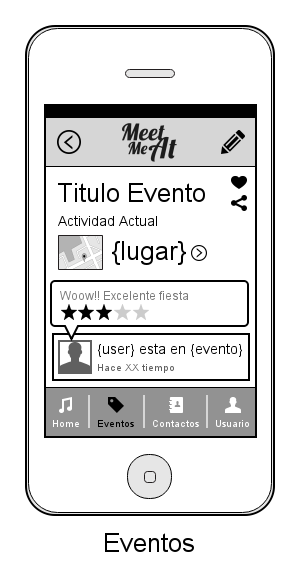 Meet
Me At
Titulo Evento
Actividad Actual
{lugar}
Woow!! Excelente fiesta
{user} esta en {evento}
Hace XX tiempo
Home
Eventos
Contactos
Usuario
Eventos